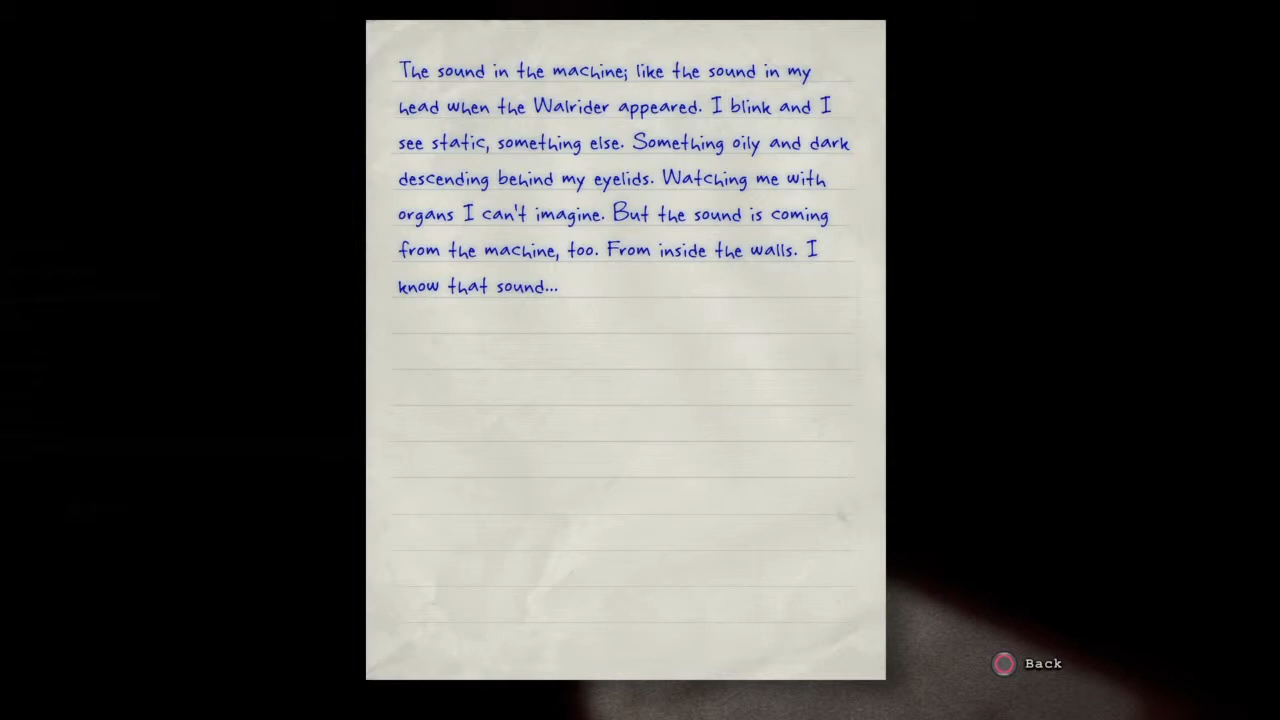 The sound in the machine; like the sound in my
head when the Walrider appeared. I blink and I
see static, something else. Something oily and dark
descending behind my eyelids. Watching me with
organs I can't imagine. But the sound is coming
from the machine, too. From inside the walls. I
know that sound...
Back